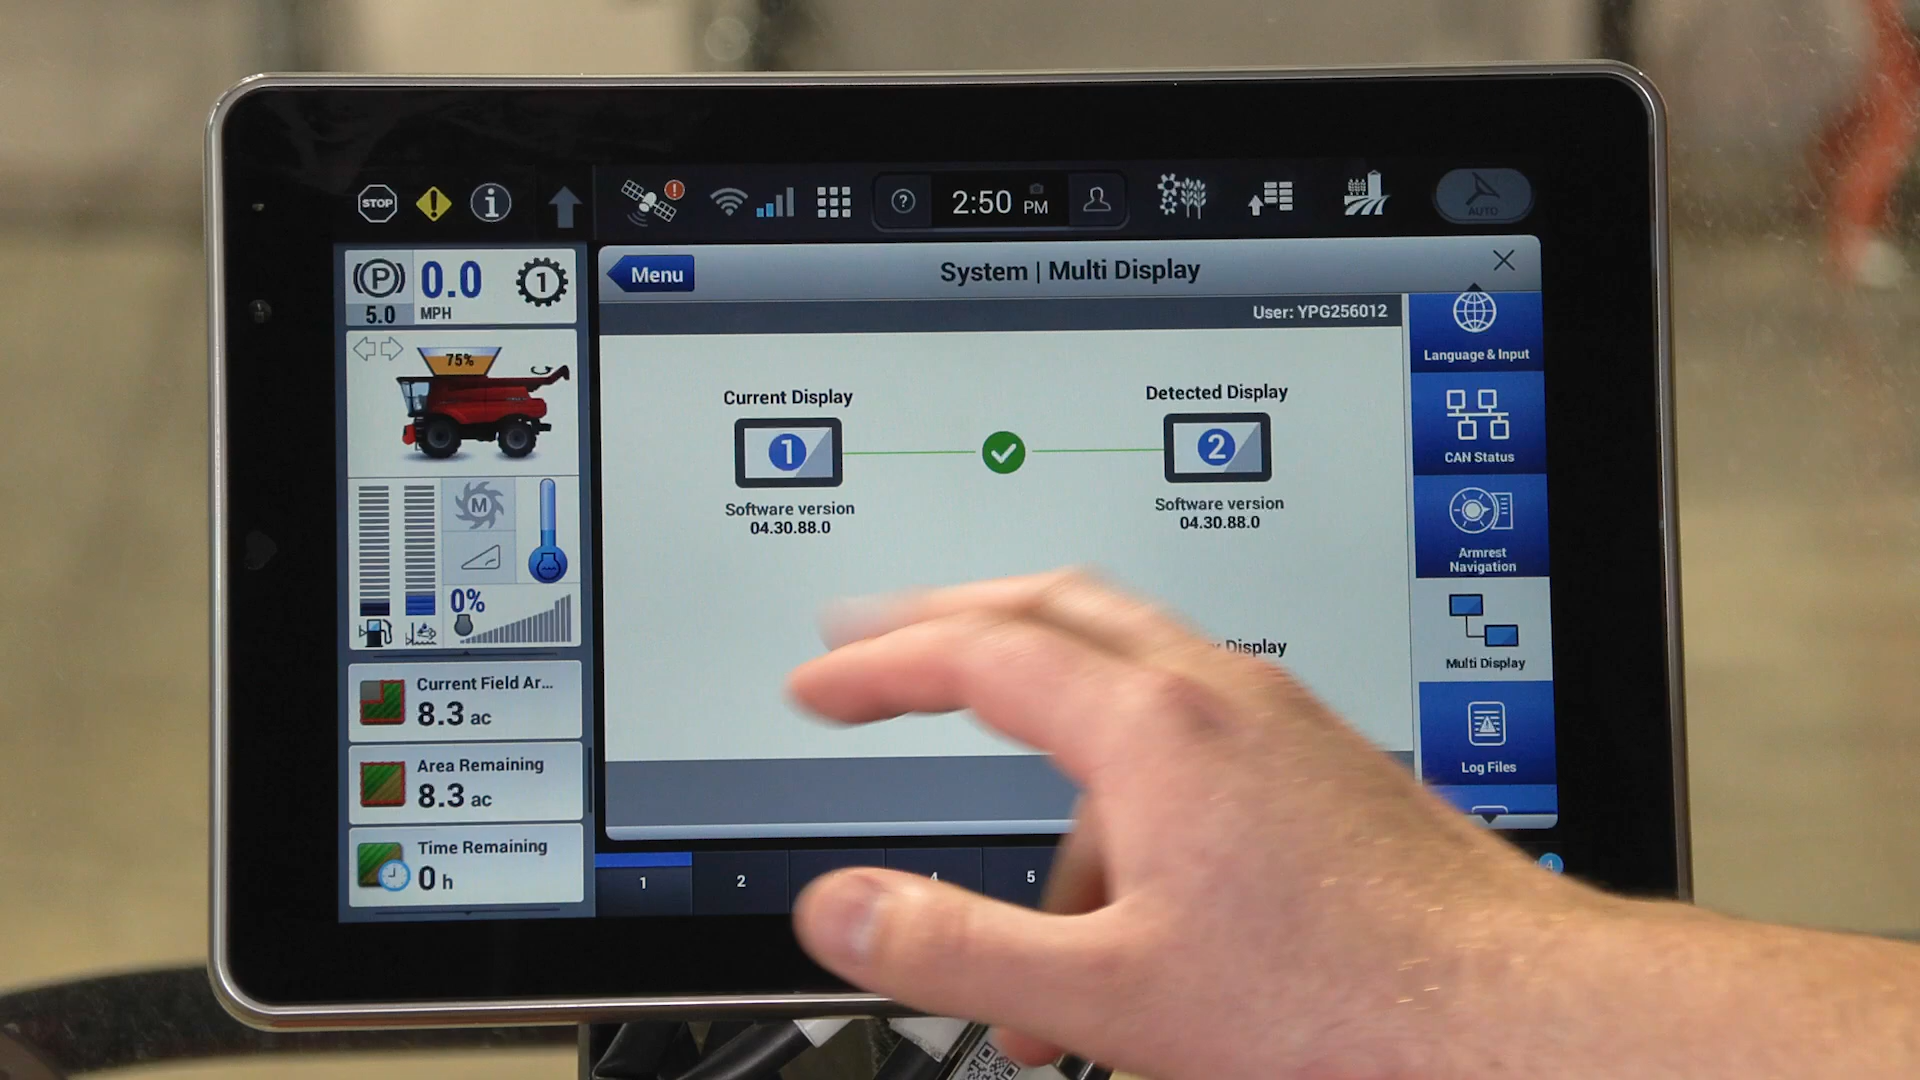 STOP
2:50 PM
AUTO
P
0.0
1
5.0
MPH
75%
M
0%
Current Field Ar...
8.3 ac
Area Remaining
8.3 ac
Time Remaining
0 h
Menu
System | Multi Display
User: YPG256012
Current Display
1
Software version
04.30.88.0
Detected Display
2
Software version
04.30.88.0
Display
Language & Input
CAN Status
Armrest
Navigation
Multi Display
Log Files
1
2
4
5
4